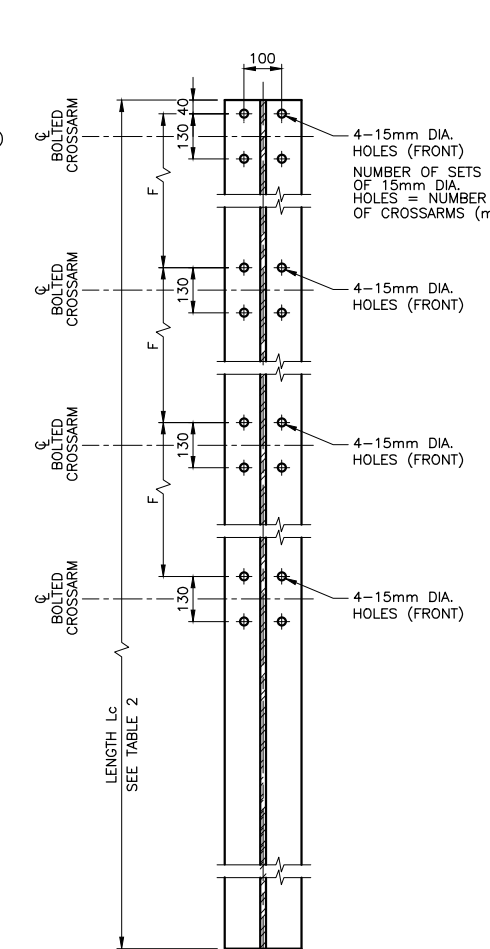 100
40
130
F
℄
BOLTED
CROSSARM
4-15mm DIA.
HOLES (FRONT)
NUMBER OF SETS
OF 15mm DIA.
HOLES = NUMBER
OF CROSSARMS (m
130
F
℄
BOLTED
CROSSARM
4-15mm DIA.
HOLES (FRONT)
130
F
℄
BOLTED
CROSSARM
4-15mm DIA.
HOLES (FRONT)
130
℄
BOLTED
CROSSARM
4-15mm DIA.
HOLES (FRONT)
LENGTH Lc
SEE TABLE 2
)